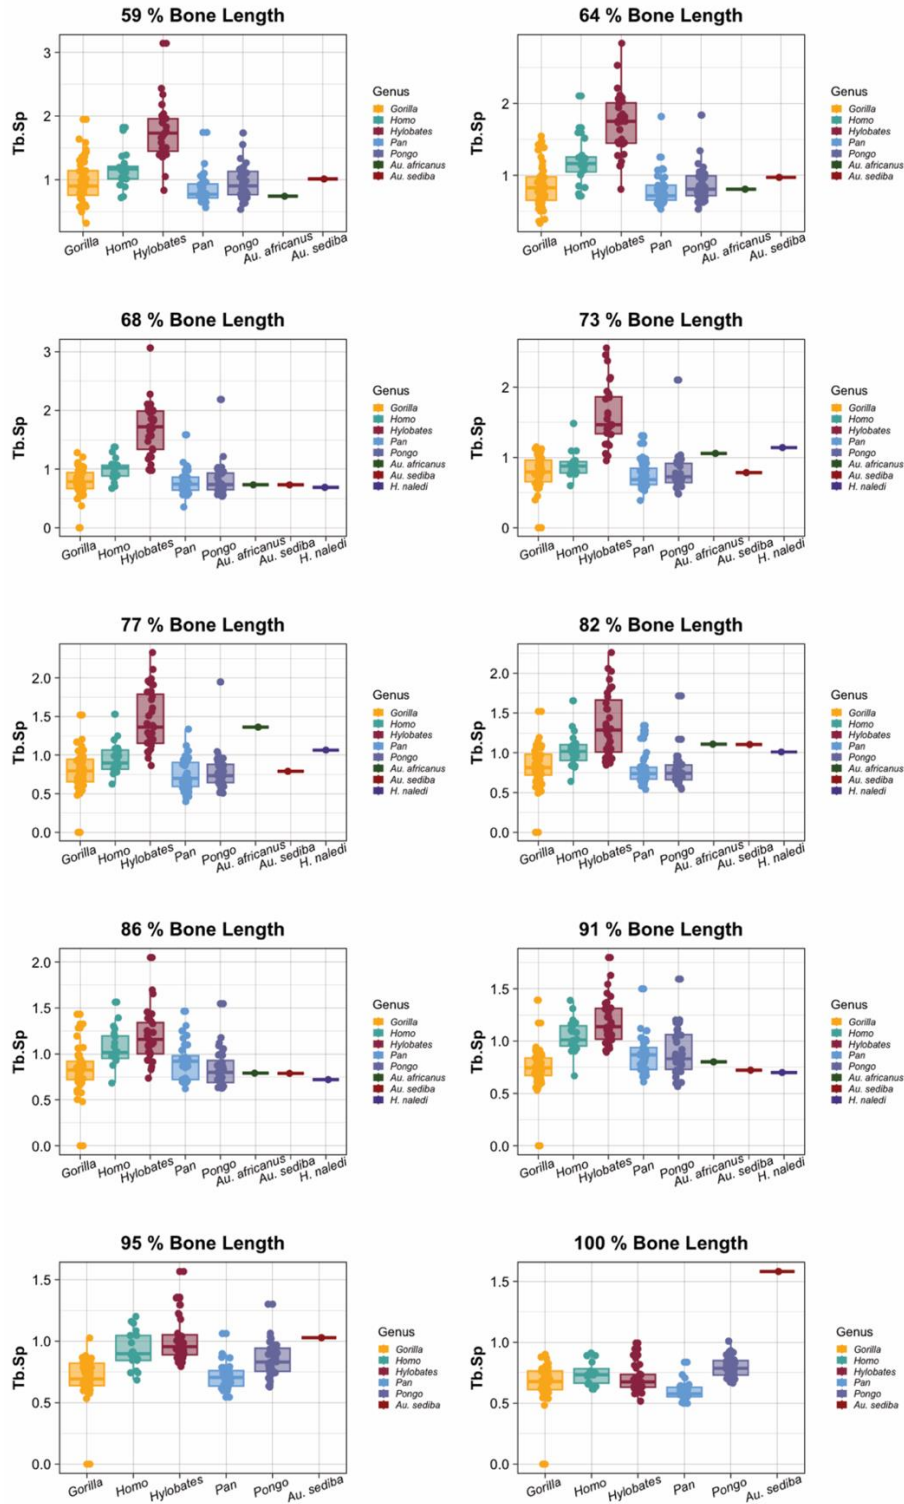 59 % Bone Length
Tb.Sp
3
2
1
Gorilla Homo Hylobates Pan Pongo Au. africanus Au. sediba
Genus
Gorilla
Homo
Hylobates
Pan
Pongo
Au. africanus
Au. sediba
64 % Bone Length
Tb.Sp
2
1
Gorilla Homo Hylobates Pan Pongo Au. africanus Au. sediba
Genus
Gorilla
Homo
Hylobates
Pan
Pongo
Au. africanus
Au. sediba
68 % Bone Length
Tb.Sp
3
2
1
0
Gorilla Homo Hylobates Pan Pongo Au. africanus Au. sediba H. naledi
Genus
Gorilla
Homo
Hylobates
Pan
Pongo
Au. africanus
Au. sediba
H. naledi
73 % Bone Length
Tb.Sp
2
1
0
Gorilla Homo Hylobates Pan Pongo Au. africanus Au. sediba H. naledi
Genus
Gorilla
Homo
Hylobates
Pan
Pongo
Au. africanus
Au. sediba
H. naledi
77 % Bone Length
Tb.Sp
2.0
1.5
1.0
0.5
0.0
Gorilla Homo Hylobates Pan Pongo Au. africanus Au. sediba H. naledi
Genus
Gorilla
Homo
Hylobates
Pan
Pongo
Au. africanus
Au. sediba
H. naledi
82 % Bone Length
Tb.Sp
2.0
1.5
1.0
0.5
0.0
Gorilla Homo Hylobates Pan Pongo Au. africanus Au. sediba H. naledi
Genus
Gorilla
Homo
Hylobates
Pan
Pongo
Au. africanus
Au. sediba
H. naledi
86 % Bone Length
Tb.Sp
2.0
1.5
1.0
0.5
0.0
Gorilla Homo Hylobates Pan Pongo Au. africanus Au. sediba H. naledi
Genus
Gorilla
Homo
Hylobates
Pan
Pongo
Au. africanus
Au. sediba
H. naledi
91 % Bone Length
Tb.Sp
1.5
1.0
0.5
0.0
Gorilla Homo Hylobates Pan Pongo Au. africanus Au. sediba H. naledi
Genus
Gorilla
Homo
Hylobates
Pan
Pongo
Au. africanus
Au. sediba
H. naledi
95 % Bone Length
Tb.Sp
1.5
1.0
0.5
0.0
Gorilla Homo Hylobates Pan Pongo Au. sediba
Genus
Gorilla
Homo
Hylobates
Pan
Pongo
Au. sediba
100 % Bone Length
Tb.Sp
1.5
1.0
0.5
0.0
Gorilla Homo Hylobates Pan Pongo Au. sediba
Genus
Gorilla
Homo
Hylobates
Pan
Pongo
Au. sediba